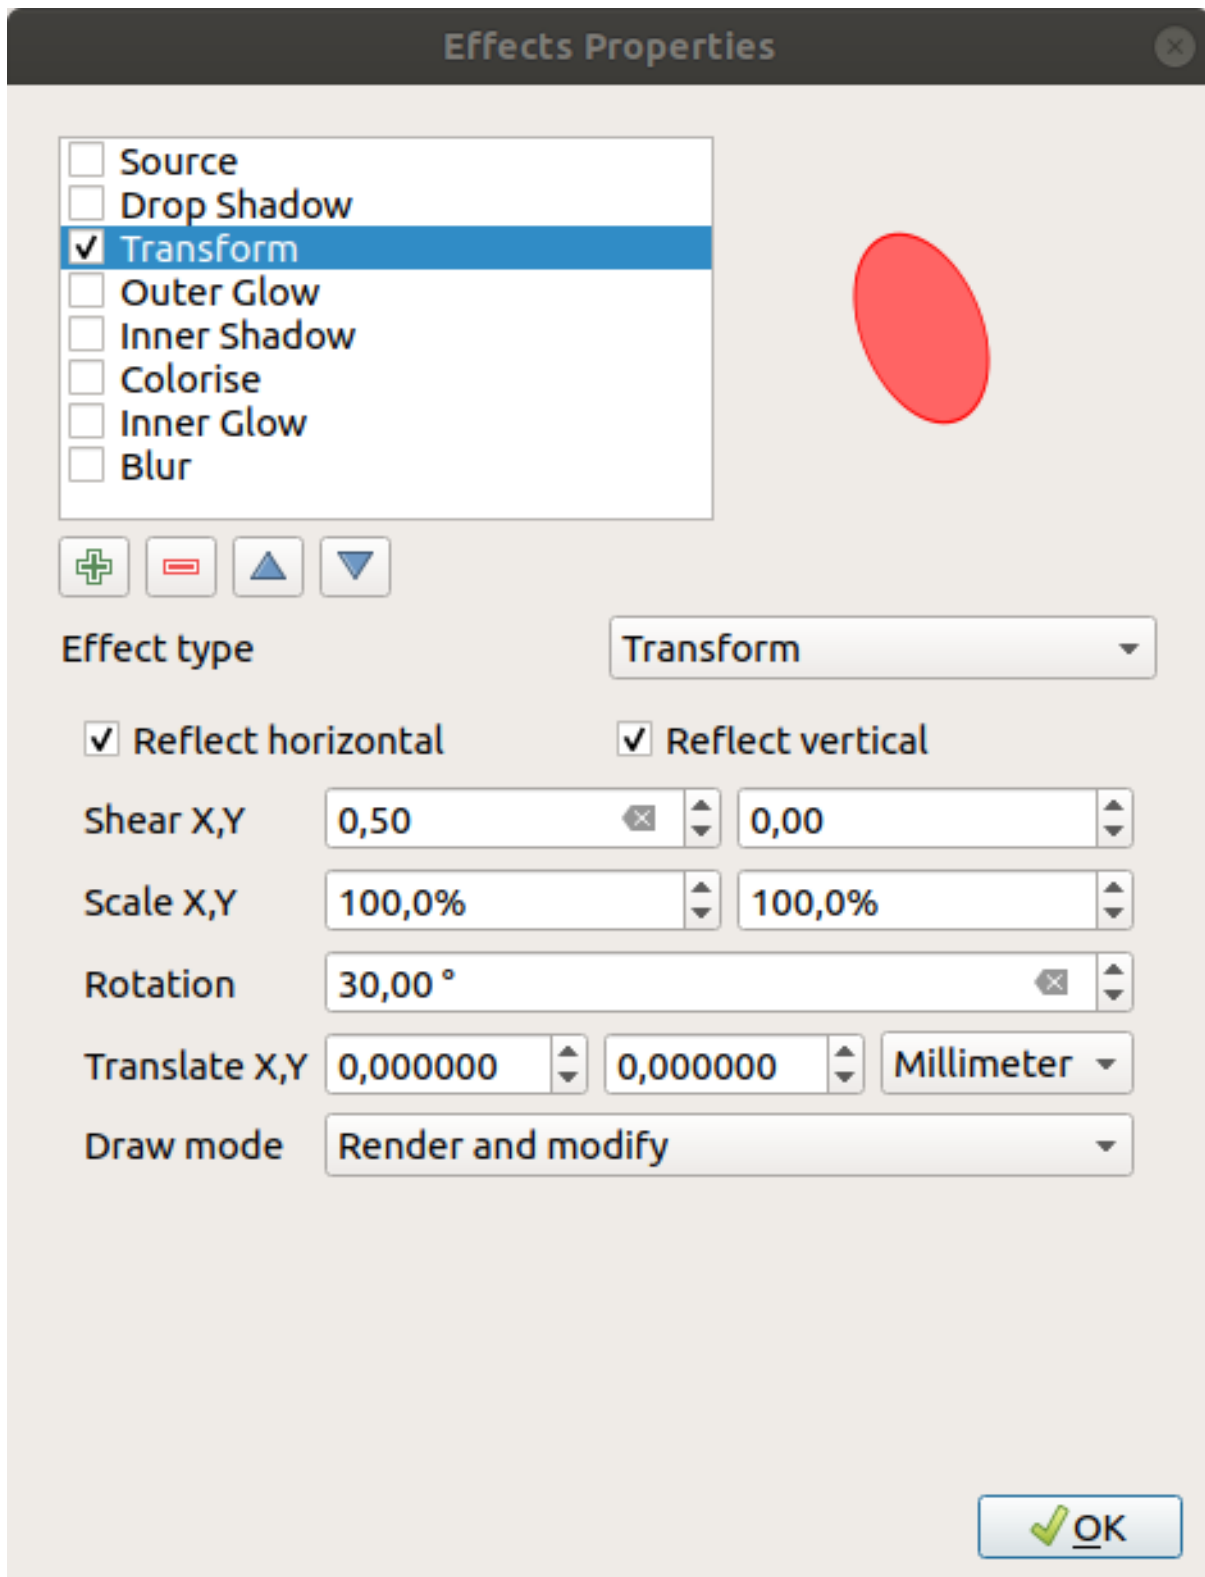 Effects Properties
Source
Drop Shadow
Transform
Outer Glow
Inner Shadow
Colorise
Inner Glow
Blur
Effect type Transform
Reflect horizontal Reflect vertical
Shear X,Y 0,50 0,00
Scale X,Y 100,0% 100,0%
Rotation 30,00 °
Translate X,Y 0,000000 0,000000 Millimeter
Draw mode Render and modify
OK